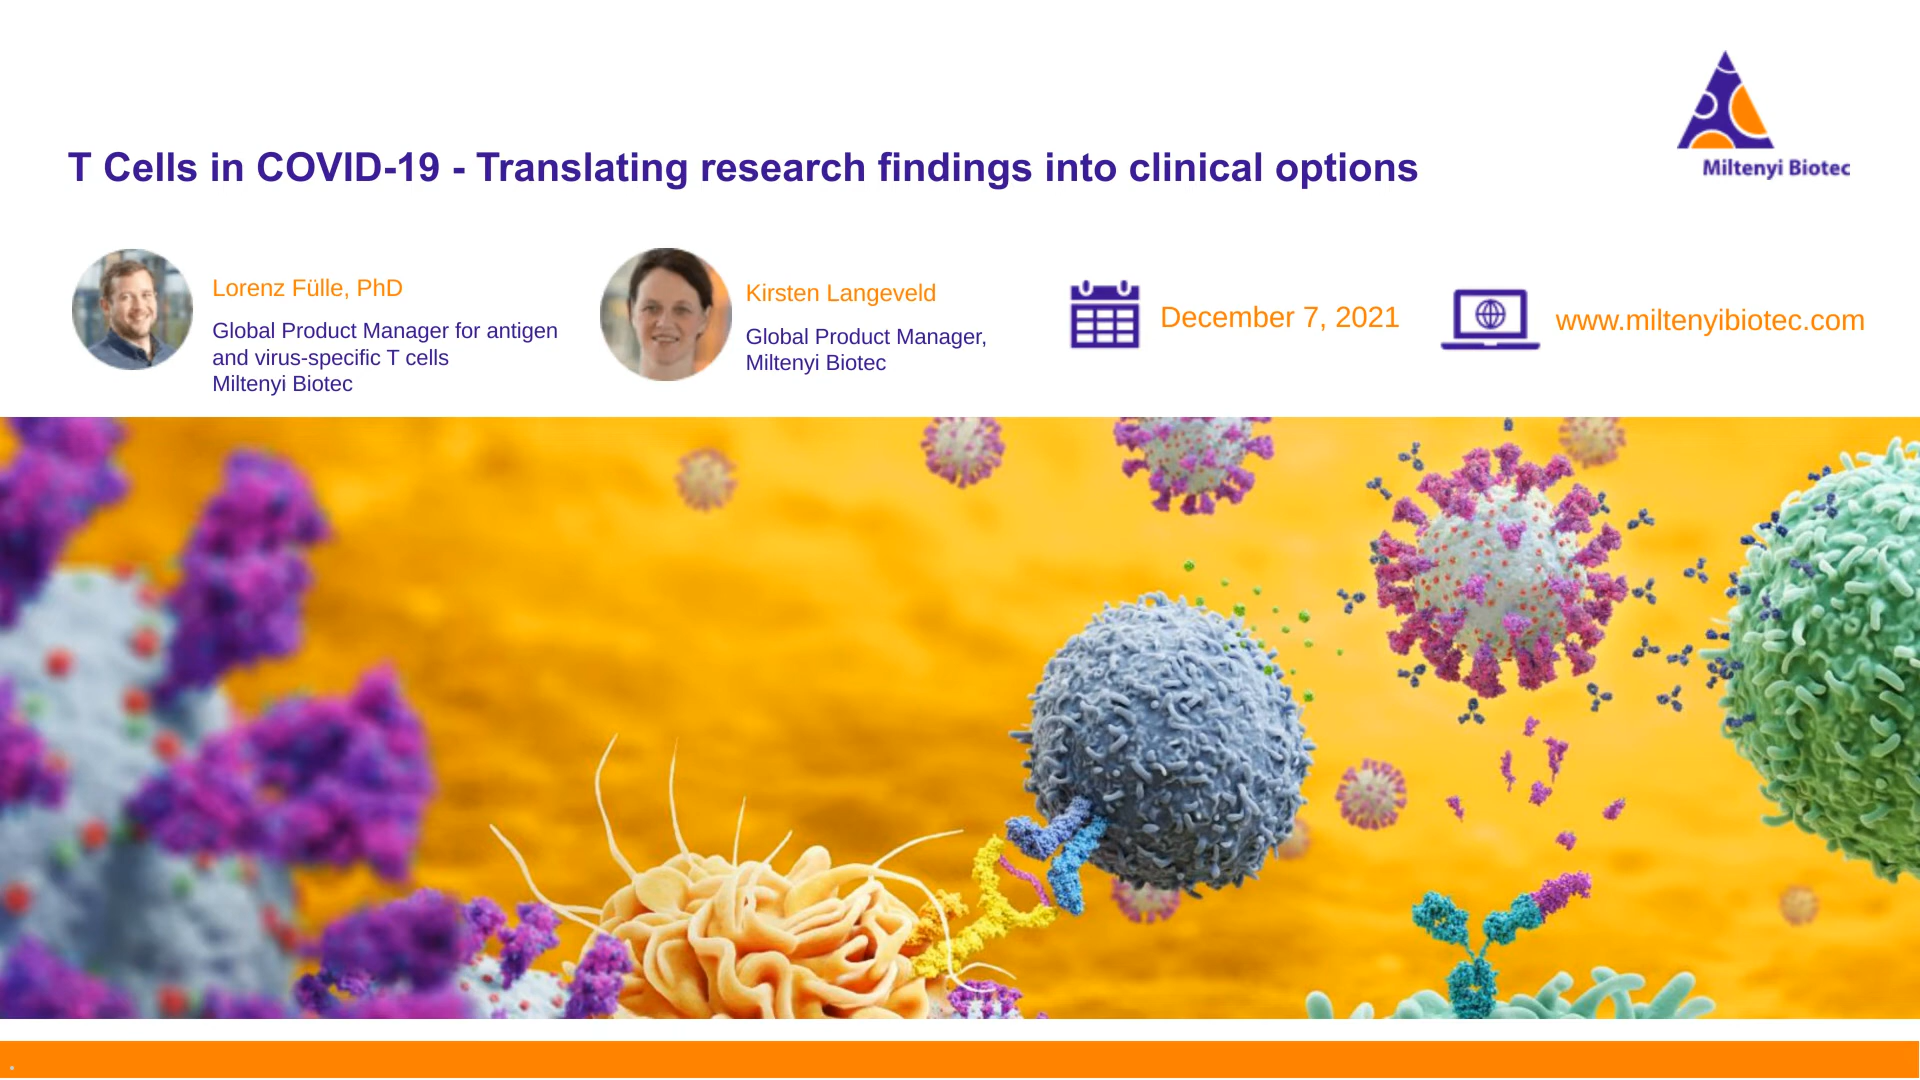 Miltenyi Biotec
T Cells in COVID-19 - Translating research findings into clinical options
Lorenz Fülle, PhD
Global Product Manager for antigen
and virus-specific T cells
Miltenyi Biotec
Kirsten Langeveld
Global Product Manager,
Miltenyi Biotec
December 7, 2021
www.miltenyibiotec.com
.